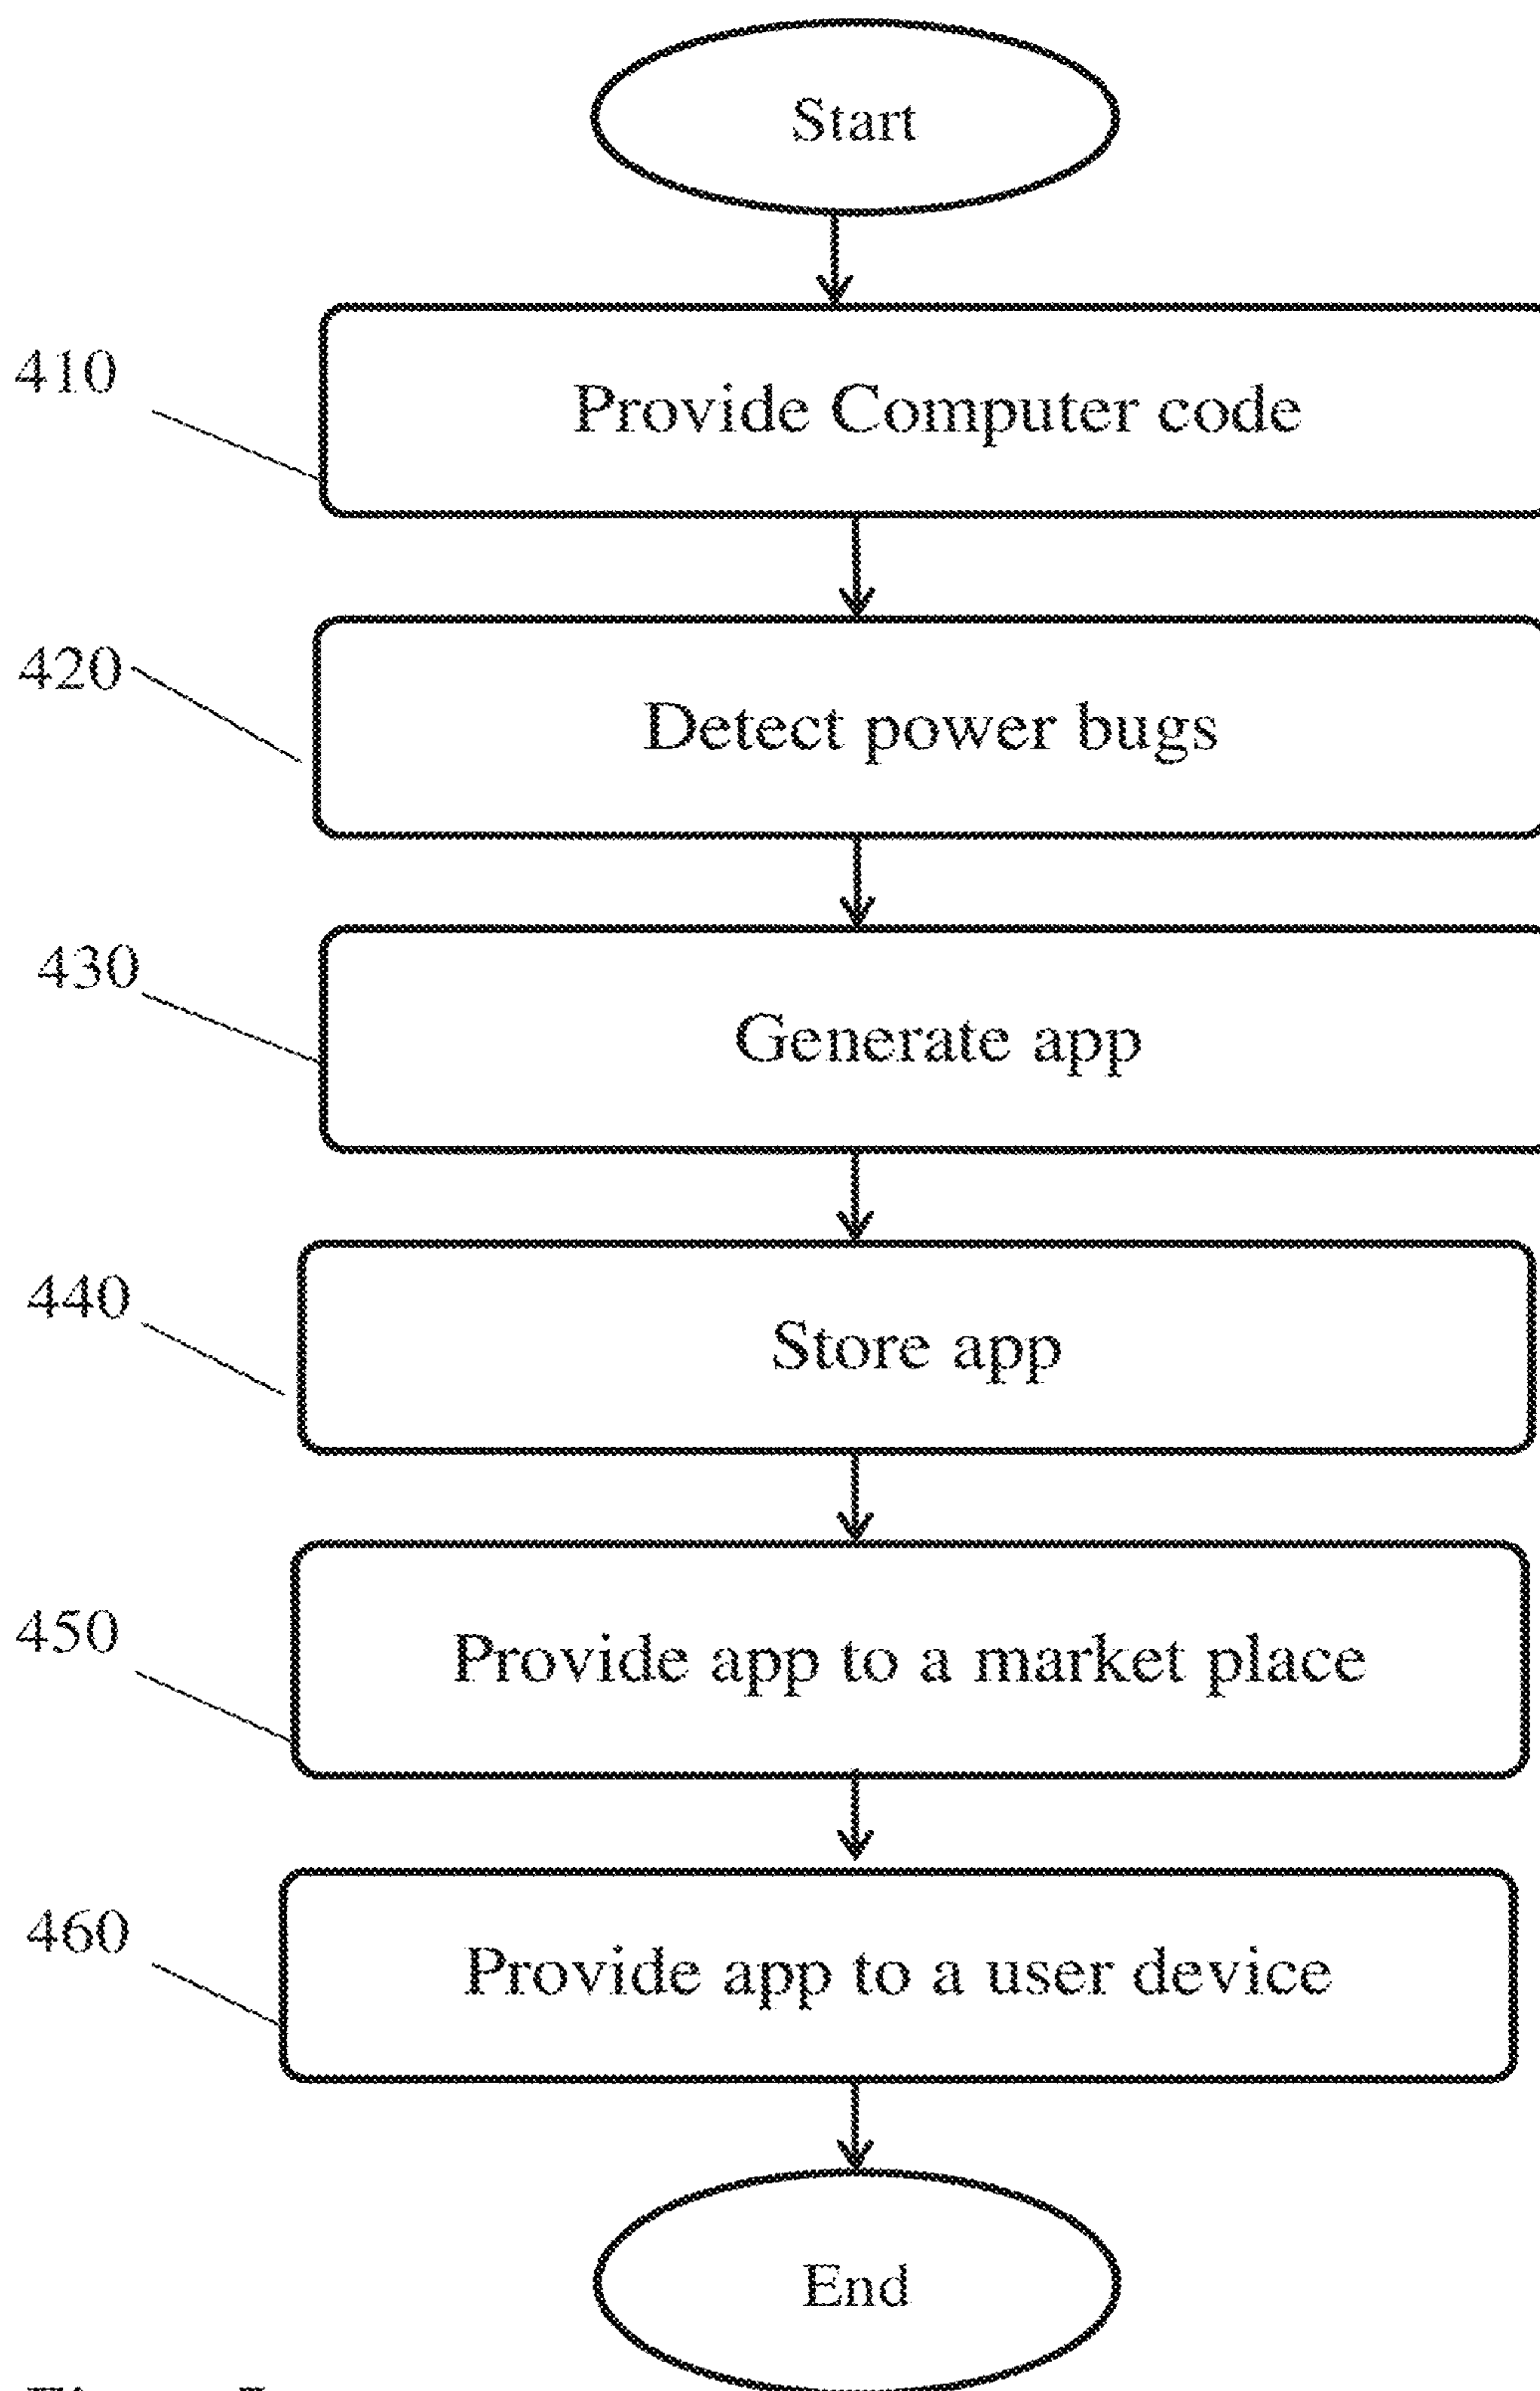 Start
410
Provide Computer code
420
Detect power bugs
430
Generate app
440
Store app
450
Provide app to a market place
460
Provide app to a user device
End